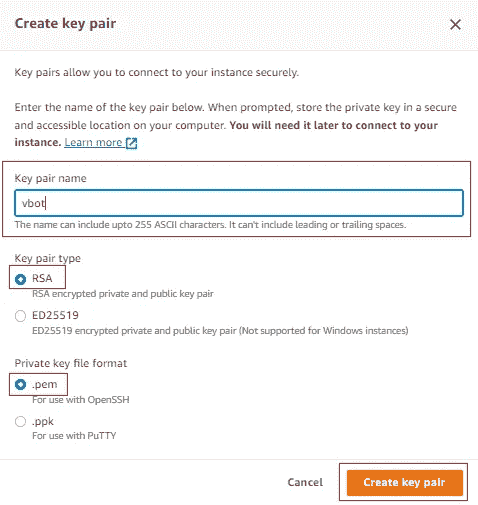 Create key pair
Key pairs allow you to connect to your instance securely.
Enter the name of the key pair below. When prompted, store the private key in a secure
and accessible location on your computer. You will need it later to connect to your
instance. Learn more
Key pair name
vbot
The name can include upto 255 ASCII characters. It can't include leading or trailing spaces.
Key pair type
RSA
RSA encrypted private and public key pair
ED25519
ED25519 encrypted private and public key pair (Not supported for Windows instances)
Private key file format
.pem
For use with OpenSSH
.ppk
For use with PuTTY
Cancel
Create key pair